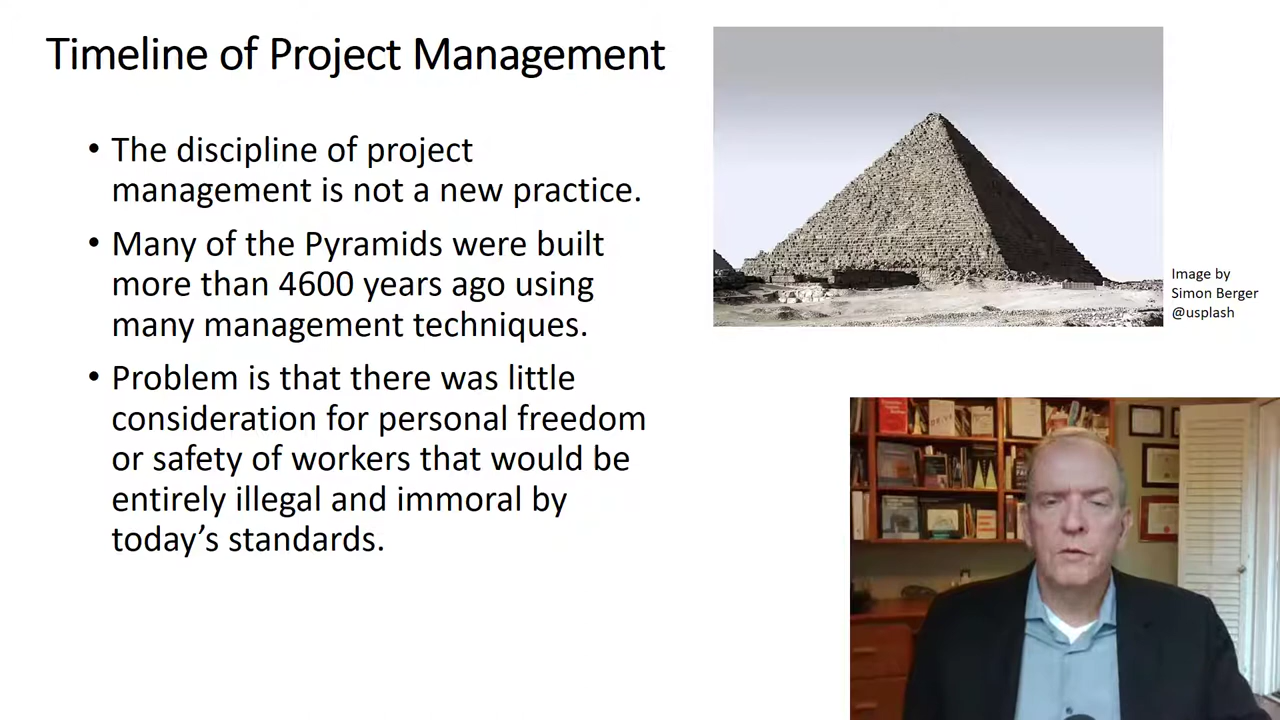 Timeline of Project Management
• The discipline of project
management is not a new practice.
• Many of the Pyramids were built
more than 4600 years ago using
many management techniques.
• Problem is that there was little
consideration for personal freedom
or safety of workers that would be
entirely illegal and immoral by
today’s standards.
Image by
Simon Berger
@usplash